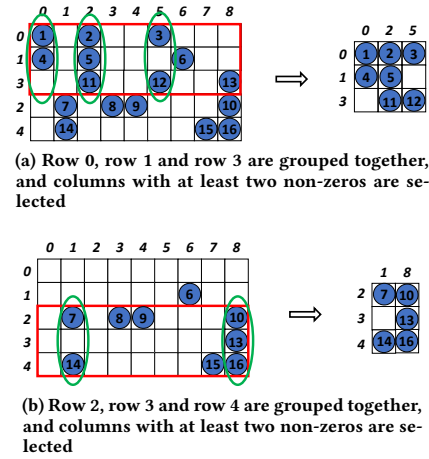 0 1 2 3 4 5 6 7 8
0 2 5
0 1 2 3
0 1 2 3
1 4 5 6
1 4 5
3 11 12 13
3 11 12
2 7 8 9 10
4 14 15 16
(a) Row 0, row 1 and row 3 are grouped together,
and columns with at least two non-zeros are se-
lected
0 1 2 3 4 5 6 7 8
0
1 6
1 8
2 7 8 9 10
2 7 10
3 13
3 13
4 14 15 16
4 14 16
(b) Row 2, row 3 and row 4 are grouped together,
and columns with at least two non-zeros are se-
lected